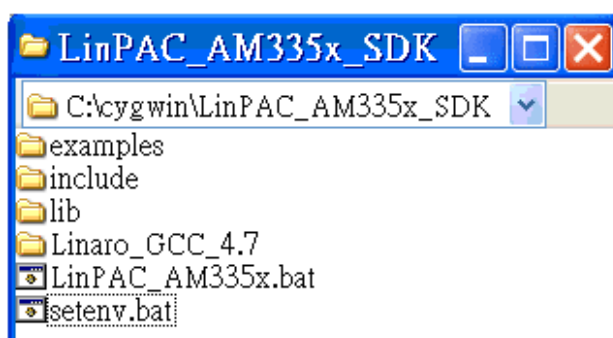 LinPAC_AM335x_SDK
C:\cygwin\LinPAC_AM335x_SDK
examples
include
lib
Linaro_GCC_4.7
LinPAC_AM335x.bat
setenv.bat